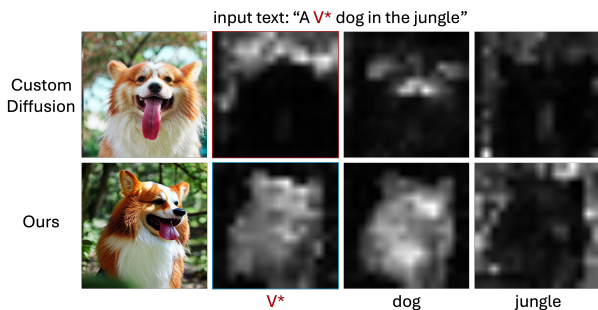 input text: “A V* dog in the jungle”
Custom
Diffusion
Ours
V*
dog
jungle